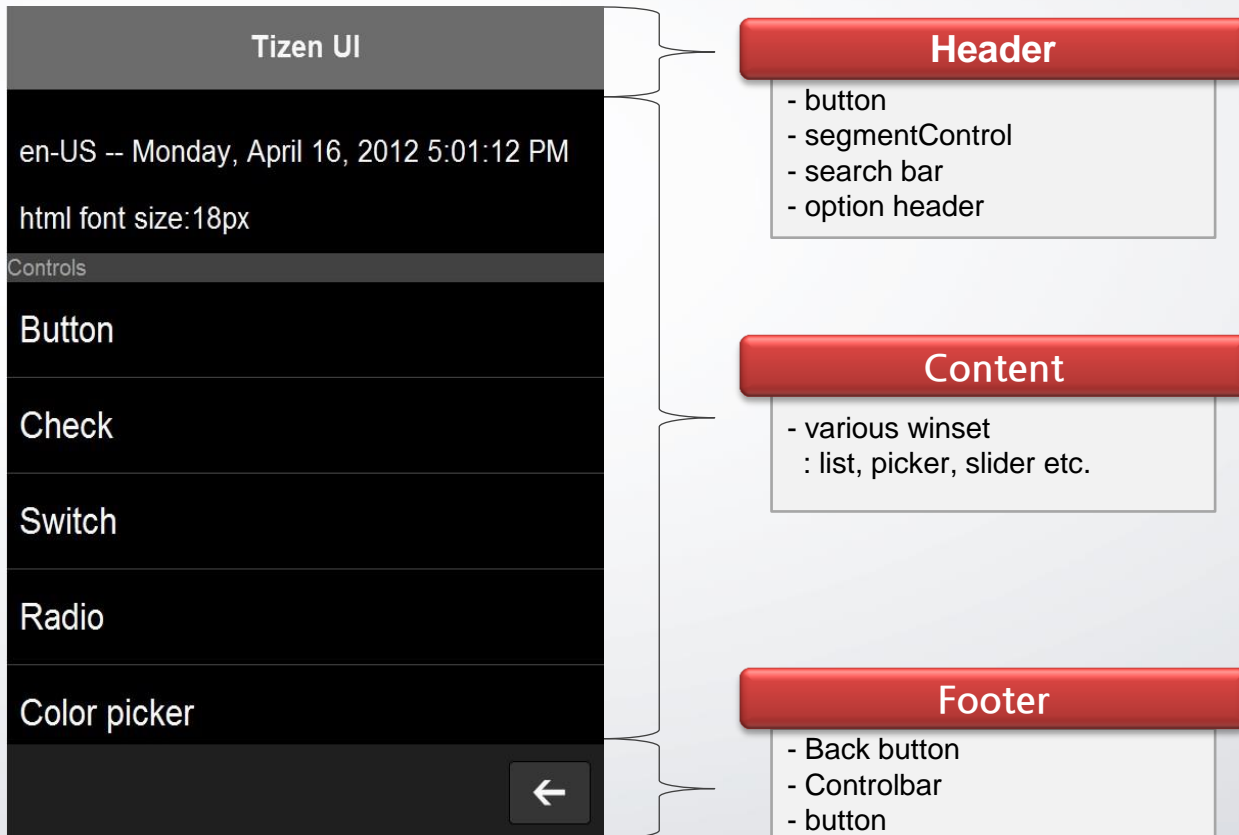 Tizen UI
en-US -- Monday, April 16, 2012 5:01:12 PM
html font size:18px
Controls
Button
Check
Switch
Radio
Color picker
Header
- button
- segmentControl
- search bar
- option header
Content
- various winset
: list, picker, slider etc.
Footer
- Back button
- Controlbar
- button